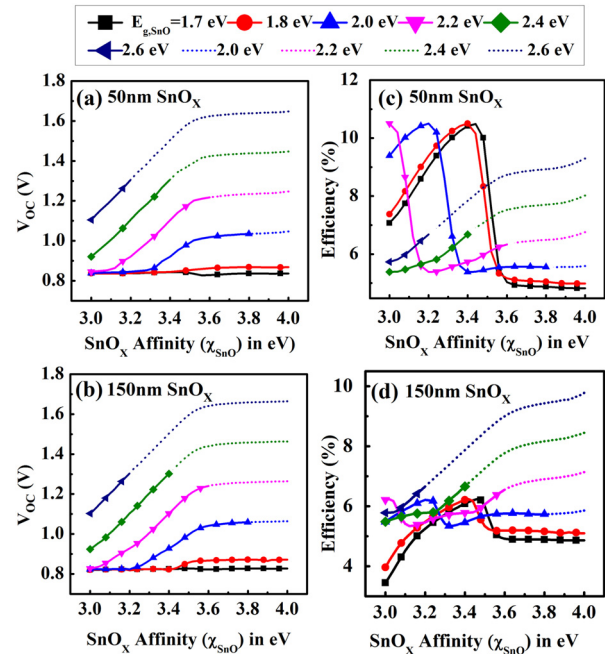 E_g,SnO=1.7 eV 1.8 eV 2.0 eV 2.2 eV 2.4 eV
2.6 eV 2.0 eV 2.2 eV 2.4 eV 2.6 eV
(a) 50nm SnO_X
V_OC (V)
2.0
1.6
1.2
0.8
3.0 3.2 3.4 3.6 3.8 4.0
SnO_X Affinity (χ_SnO) in eV)
(c) 50nm SnO_X
Efficiency (%)
12
10
8
6
3.0 3.2 3.4 3.6 3.8 4.0
SnO_X Affinity (χ_SnO) in eV
(b) 150nm SnO_X
V_OC (V)
1.8
1.6
1.4
1.2
1.0
0.8
3.0 3.2 3.4 3.6 3.8 4.0
SnO_X Affinity (χ_SnO) in eV
(d) 150nm SnO_X
Efficiency (%)
10
8
6
4
3.0 3.2 3.4 3.6 3.8 4.0
SnO_X Affinity (χ_SnO) in eV